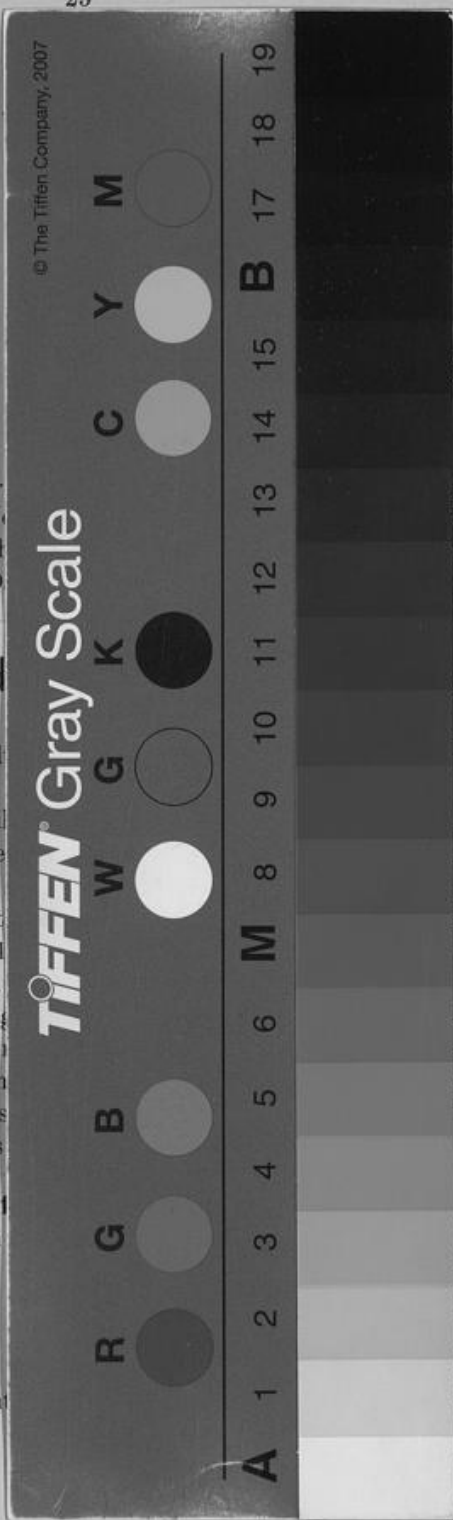 25
© The Tiffen Company, 2007
TIFFEN® Gray Scale
R G B W G K C Y M
A 1 2 3 4 5 6 M 8 9 10 11 12 13 14 15 B 17 18 19